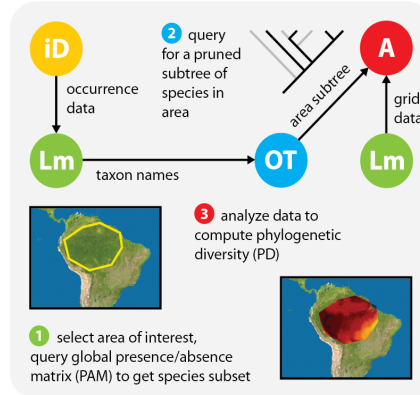 iD
2 query
for a pruned
subtree of
species in
area
A
occurrence
data
area subtree
grid
data
Lm
taxon names
OT
Lm
3 analyze data to
compute phylogenetic
diversity (PD)
1 select area of interest,
query global presence/absence
matrix (PAM) to get species subset